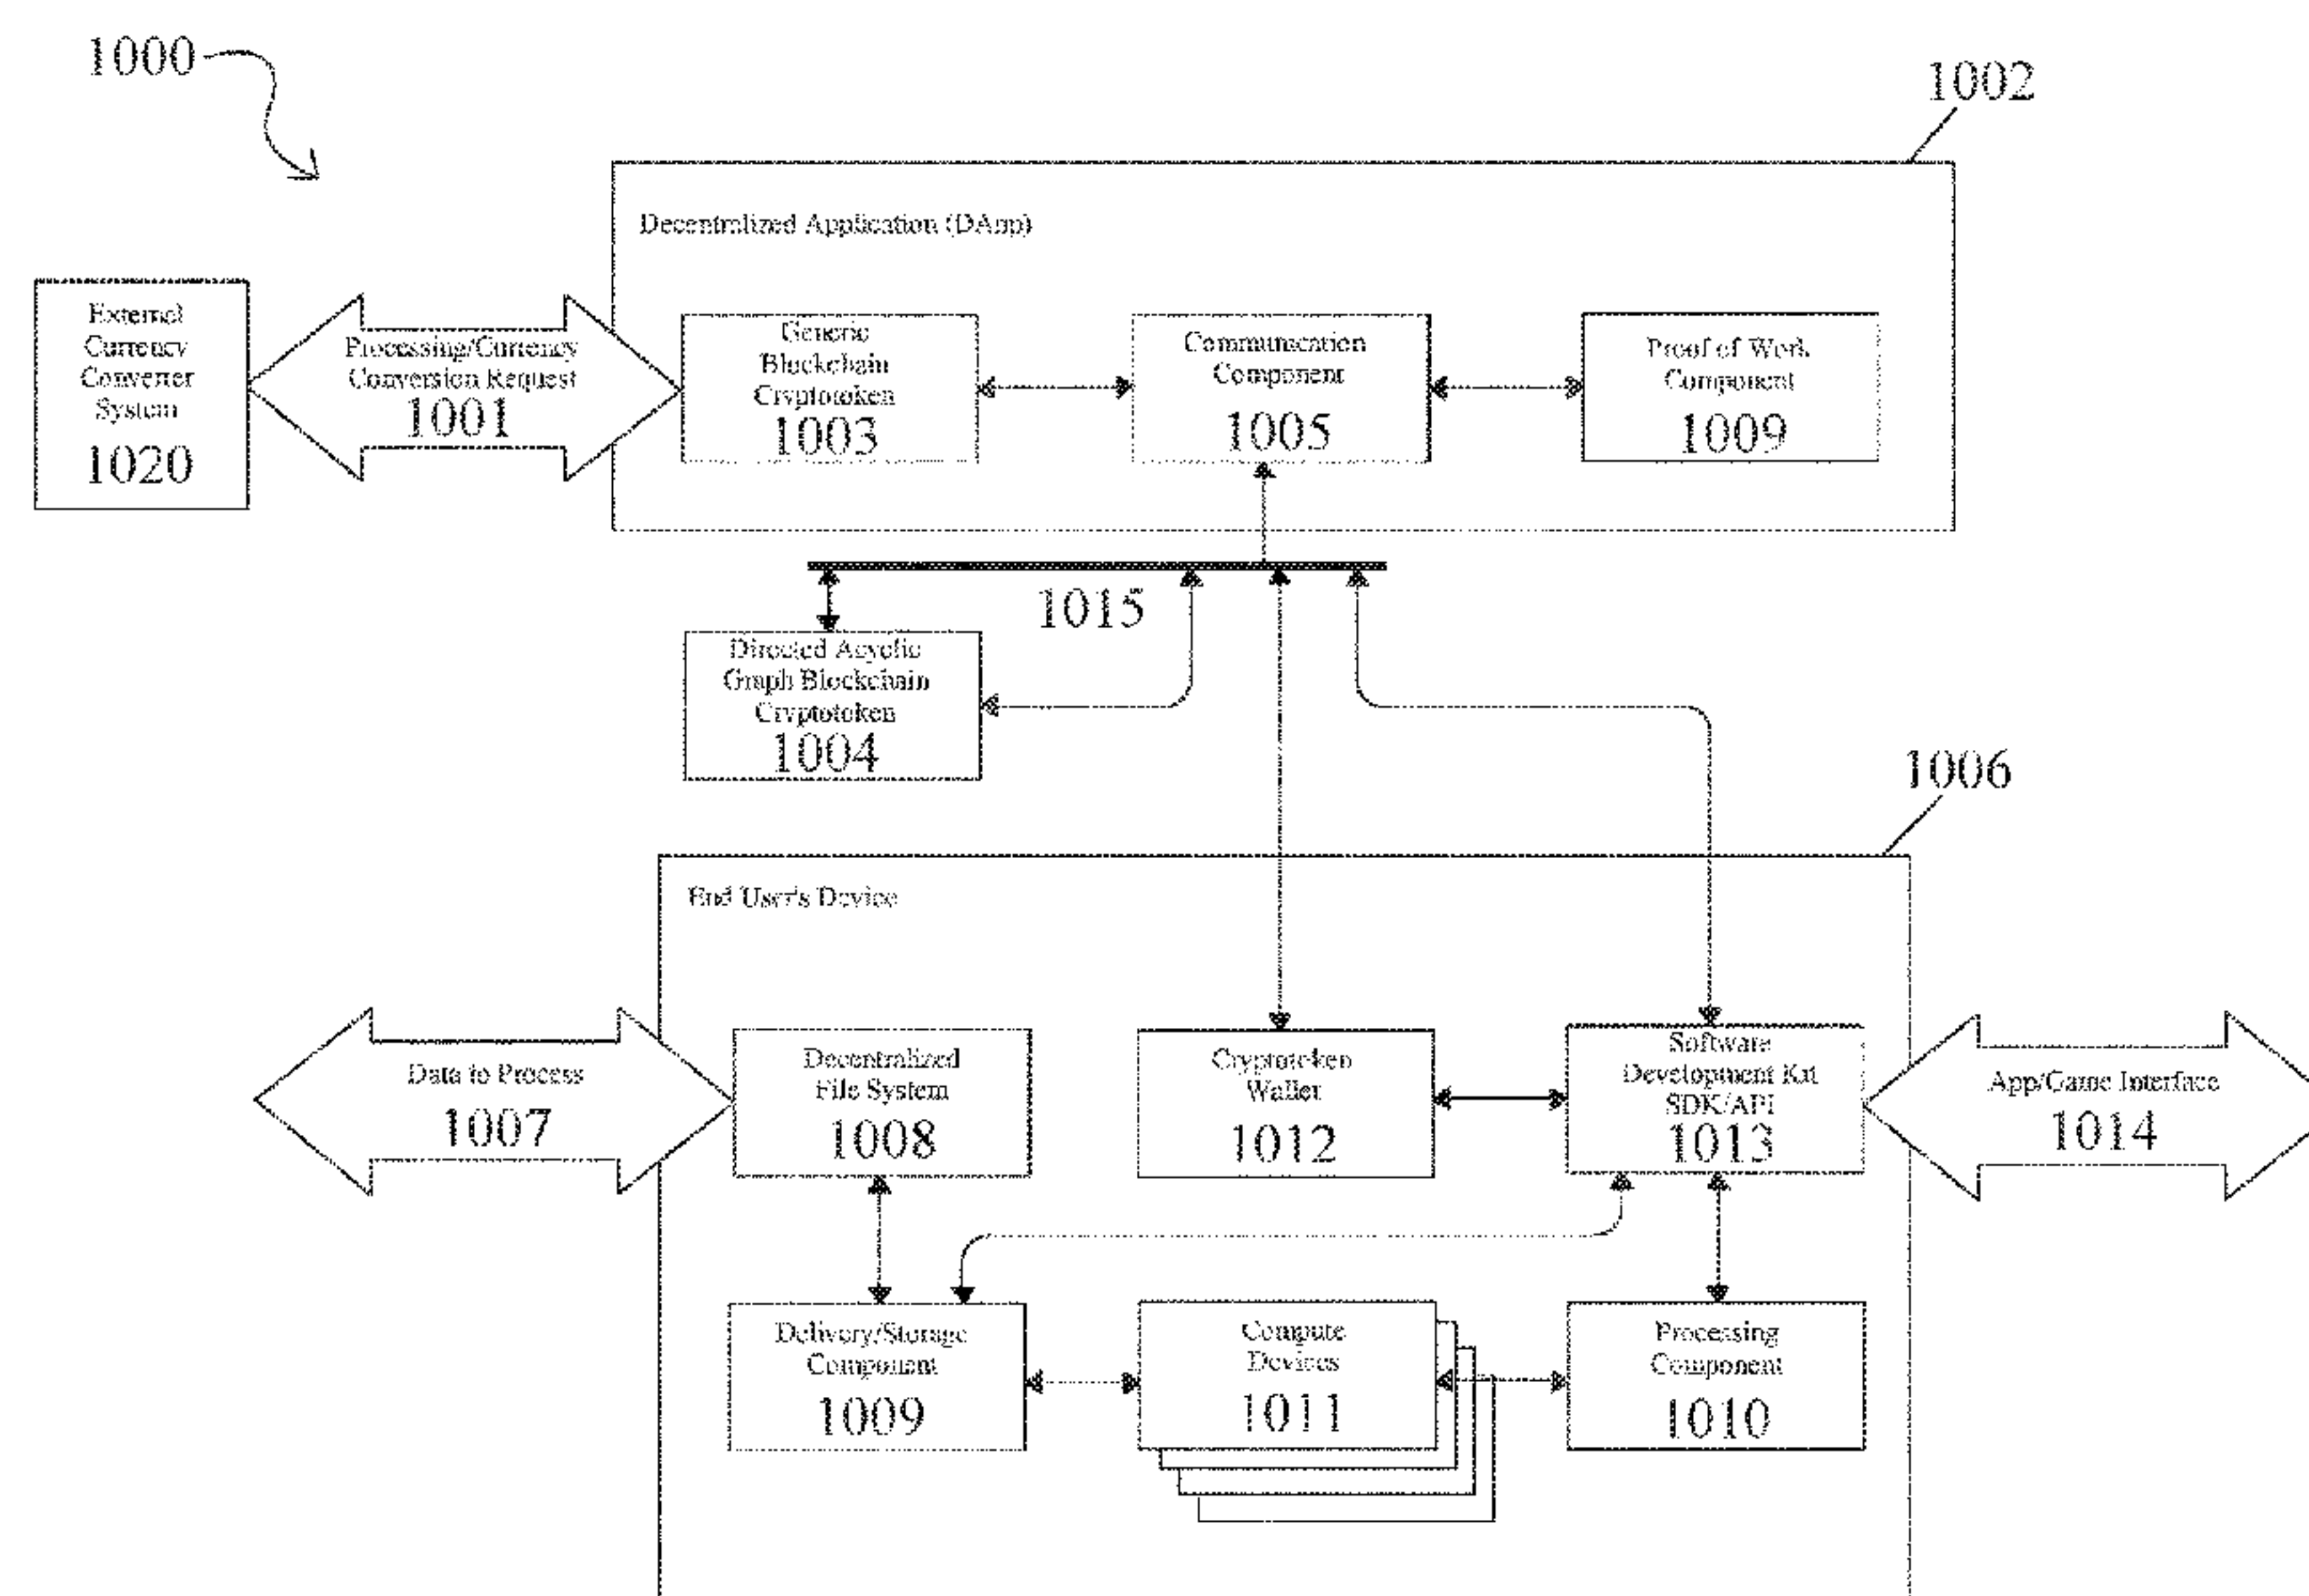 1000
1002
Decentralized Application (DApp)
External
Currency
Converter
System
1020
Processing/Currency
Conversion Request
1001
Generic
Blockchain
Cryptotoken
1003
Communication
Component
1005
Proof of Work
Component
1009
1015
Directed Acyclic
Graph Blockchain
Cryptotoken
1004
1006
End User's Device
Data to Process
1007
Decentralized
File System
1008
Cryptotoken
Wallet
1012
Software
Development Kit
SDK/API
1013
App/Game Interface
1014
Delivery/Storage
Component
1009
Compute
Devices
1011
Processing
Component
1010